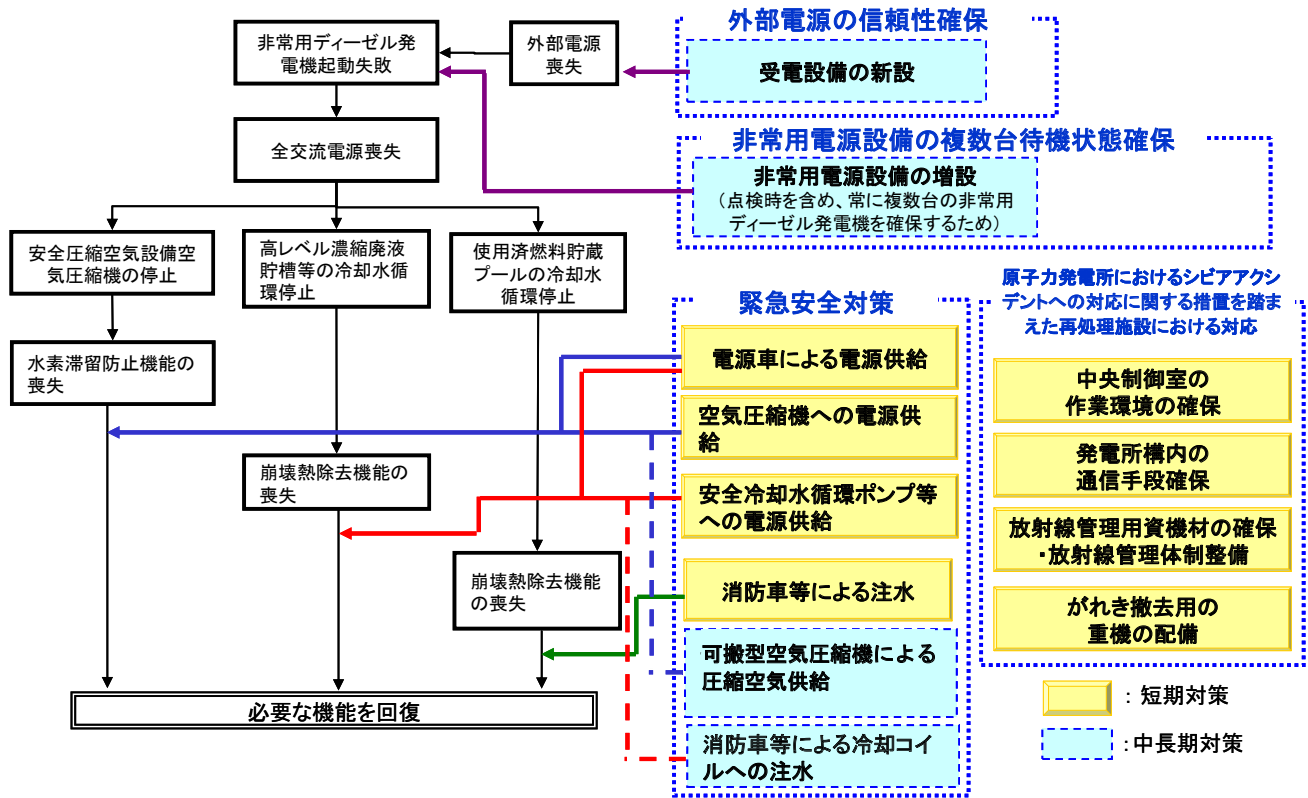 非常用ディーゼル発
電機起動失敗
外部電源
喪失
全交流電源喪失
安全圧縮空気設備空
気圧縮機の停止
高レベル濃縮廃液
貯槽等の冷却水循
環停止
使用済燃料貯蔵
プールの冷却水
循環停止
水素滞留防止機能の
喪失
崩壊熱除去機能の
喪失
崩壊熱除去機能
の喪失
必要な機能を回復
外部電源の信頼性確保
受電設備の新設
非常用電源設備の複数台待機状態確保
非常用電源設備の増設
（点検時を含め、常に複数台の非常用
ディーゼル発電機を確保するため）
緊急安全対策
電源車による電源供給
空気圧縮機への電源供
給
安全冷却水循環ポンプ等
への電源供給
消防車等による注水
可搬型空気圧縮機による
圧縮空気供給
消防車等による冷却コイ
ルへの注水
原子力発電所におけるシビアアクシ
デントへの対応に関する措置を踏ま
えた再処理施設における対応
中央制御室の
作業環境の確保
発電所構内の
通信手段確保
放射線管理用資機材の確保
・放射線管理体制整備
がれき撤去用の
重機の配備
：短期対策
：中長期対策